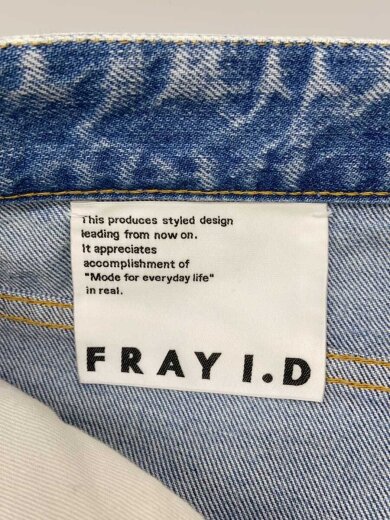 This produces styled design
leading from now on.
It appreciates
accomplishment of
"Mode for everyday life"
in real.
FRAY I.D